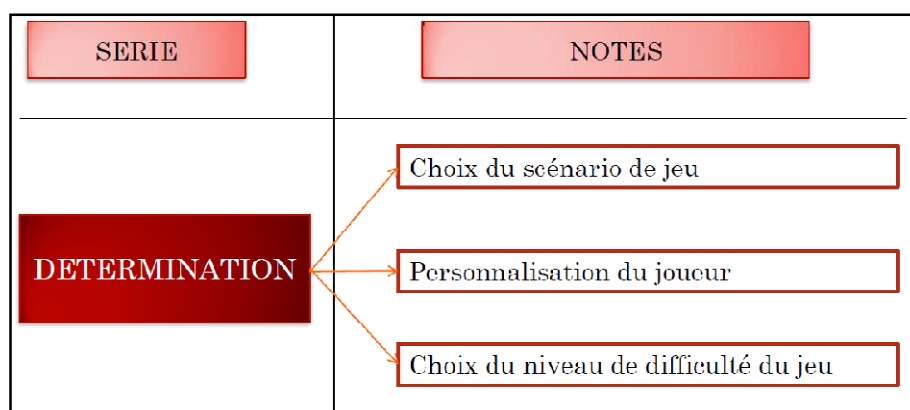 SERIE
NOTES
Choix du scénario de jeu
DETERMINATION
Personnalisation du joueur
Choix du niveau de difficulté du jeu